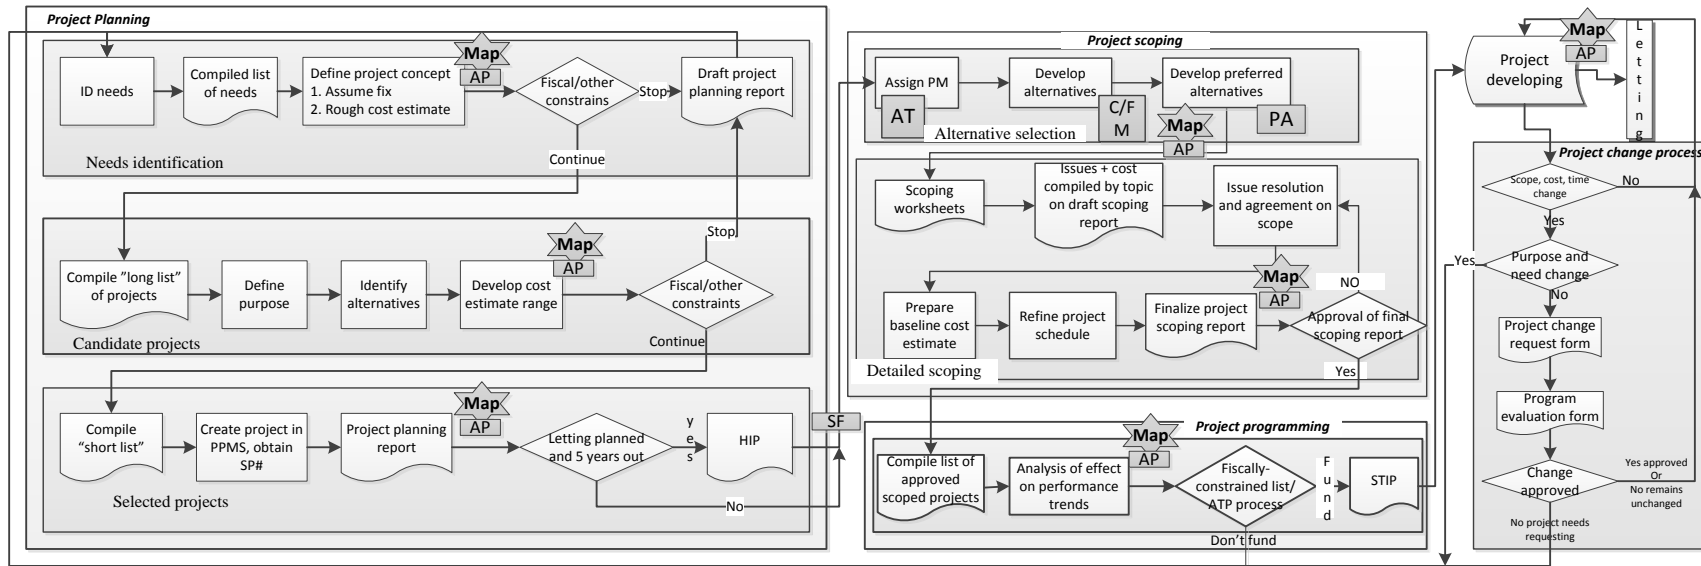 Project Planning
Map
AP
ID needs
Compiled list
of needs
Define project concept
1. Assume fix
2. Rough cost estimate
Fiscal/other
constrains
Stop
Draft project
planning report
Continue
Needs identification
Map
AP
Stop
Compile "long list"
of projects
Define
purpose
Identify
alternatives
Develop cost
estimate range
Fiscal/other
constraints
Candidate projects
Continue
Map
AP
Compile
"short list"
Create project in
PPMS, obtain
SP#
Project planning
report
Letting planned
and 5 years out
yes
HIP
SF
Selected projects
No
Project scoping
Assign PM
Develop
alternatives
Develop preferred
alternatives
AT
C/F
M
Map
AP
PA
Alternative selection
Scoping
worksheets
Issues + cost
compiled by topic
on draft scoping
report
Issue resolution
and agreement on
scope
Map
AP
NO
Prepare
baseline cost
estimate
Refine project
schedule
Finalize project
scoping report
Approval of final
scoping report
Detailed scoping
Yes
Project programming
Map
AP
Compile list of
approved
scoped projects
Analysis of effect
on performance
trends
Fiscally-
constrained list/
ATP process
Fund
STIP
Don't fund
Map
AP
Project
developing
Letting
Project change process
Scope, cost, time
change
No
Yes
Yes
Purpose and
need change
No
Project change
request form
Program
evaluation form
Change
approved
Yes approved
Or
No remains
unchanged
No project needs
requesting